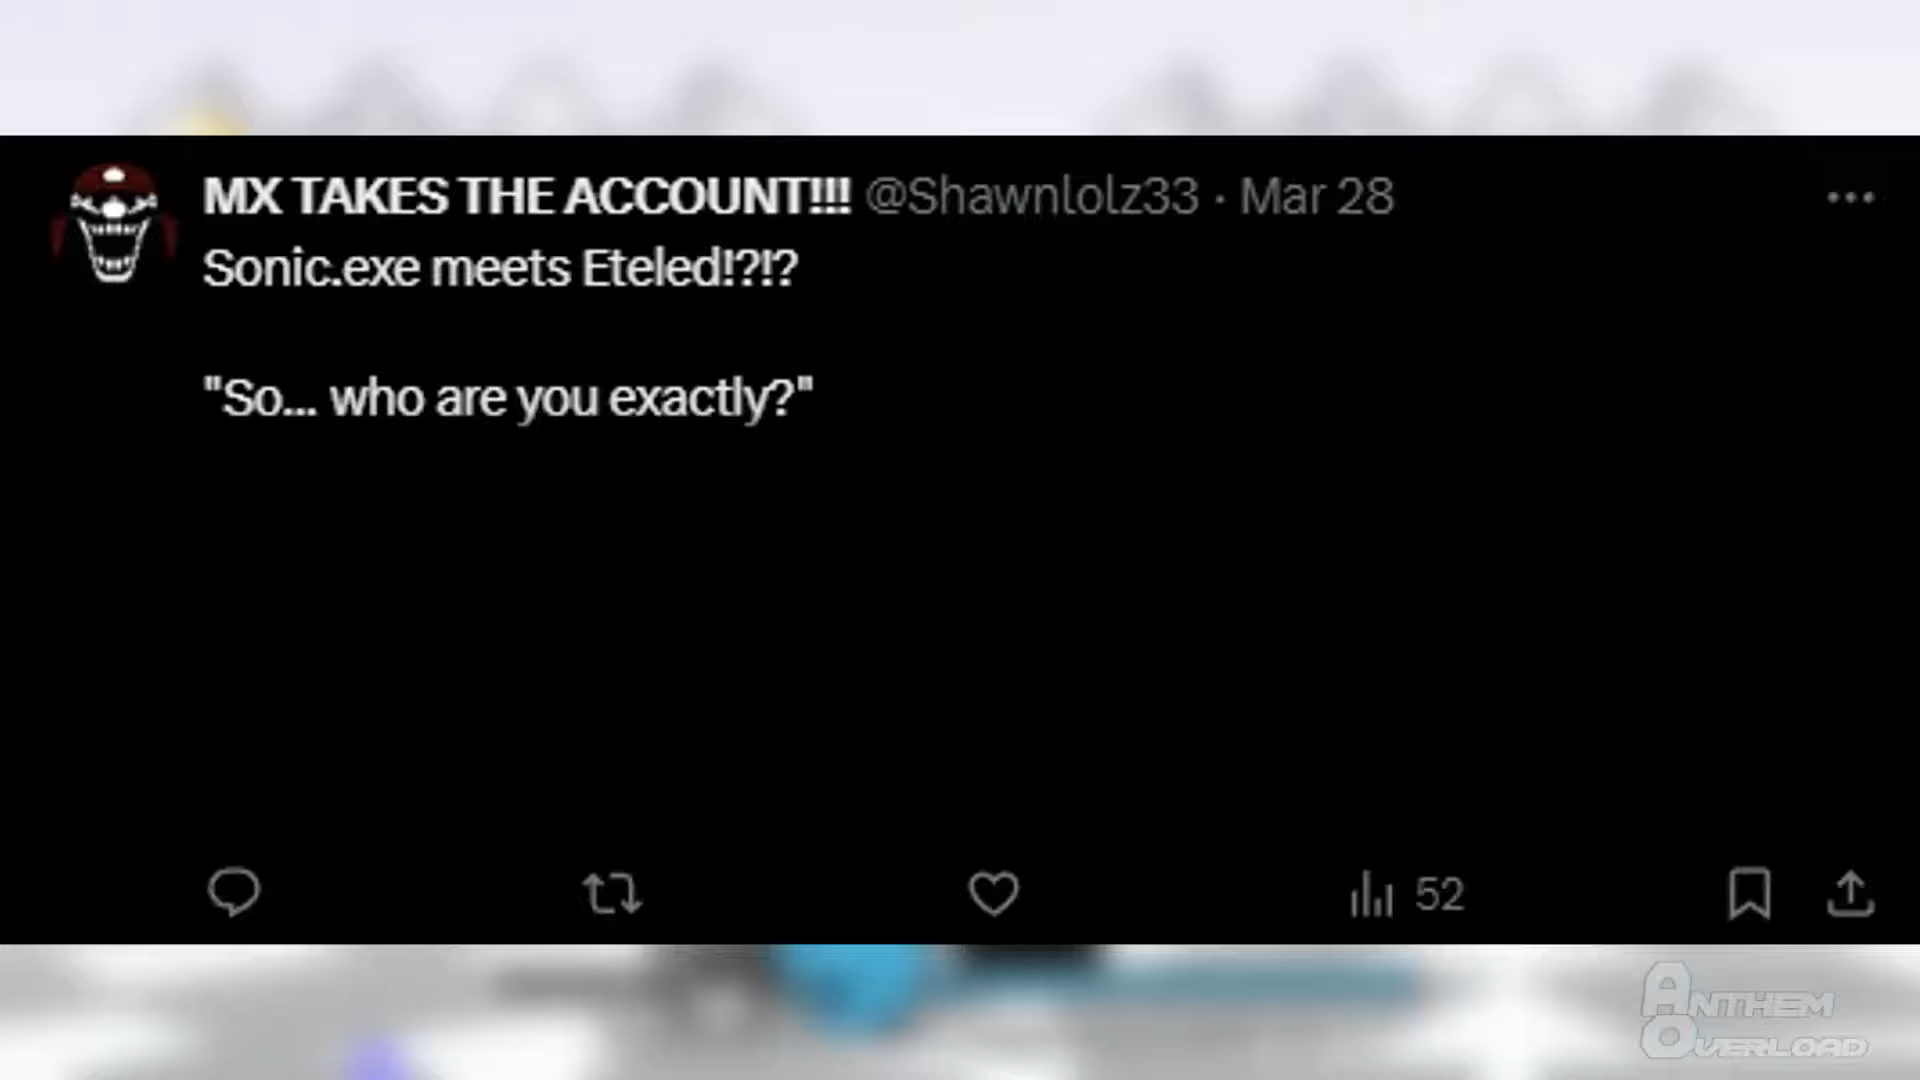 MX TAKES THE ACCOUNT!!! @Shawnlolz33 · Mar 28
Sonic.exe meets Eteled!?!?
"So... who are you exactly?"
52
ANTHEM
OVERLOAD